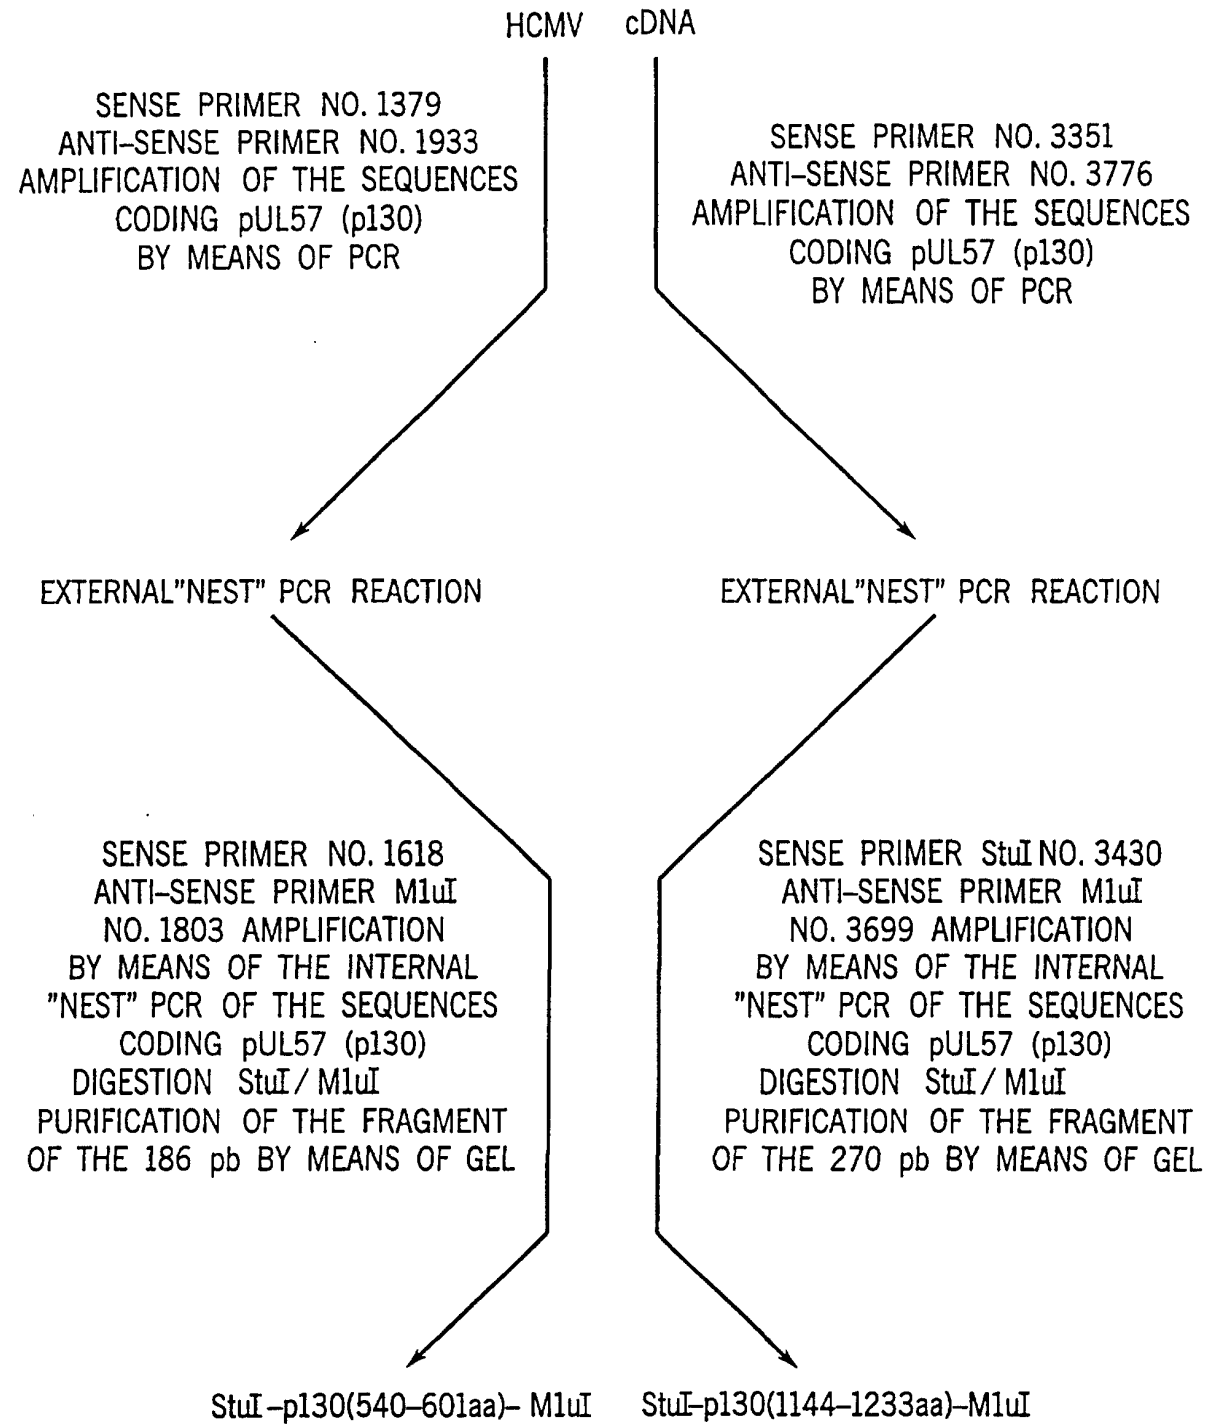 HCMV cDNA
SENSE PRIMER NO. 1379
ANTI–SENSE PRIMER NO. 1933
AMPLIFICATION OF THE SEQUENCES
CODING pUL57 (p130)
BY MEANS OF PCR
SENSE PRIMER NO. 3351
ANTI–SENSE PRIMER NO. 3776
AMPLIFICATION OF THE SEQUENCES
CODING pUL57 (p130)
BY MEANS OF PCR
EXTERNAL"NEST" PCR REACTION
EXTERNAL"NEST" PCR REACTION
SENSE PRIMER NO. 1618
ANTI–SENSE PRIMER M1uI
NO. 1803 AMPLIFICATION
BY MEANS OF THE INTERNAL
"NEST" PCR OF THE SEQUENCES
CODING pUL57 (p130)
DIGESTION StuI/ M1uI
PURIFICATION OF THE FRAGMENT
OF THE 186 pb BY MEANS OF GEL
SENSE PRIMER StuI NO. 3430
ANTI–SENSE PRIMER M1uI
NO. 3699 AMPLIFICATION
BY MEANS OF THE INTERNAL
"NEST" PCR OF THE SEQUENCES
CODING pUL57 (p130)
DIGESTION StuI/ M1uI
PURIFICATION OF THE FRAGMENT
OF THE 270 pb BY MEANS OF GEL
StuI–p130(540–601aa)– M1uI
StuI–p130(1144–1233aa)–M1uI